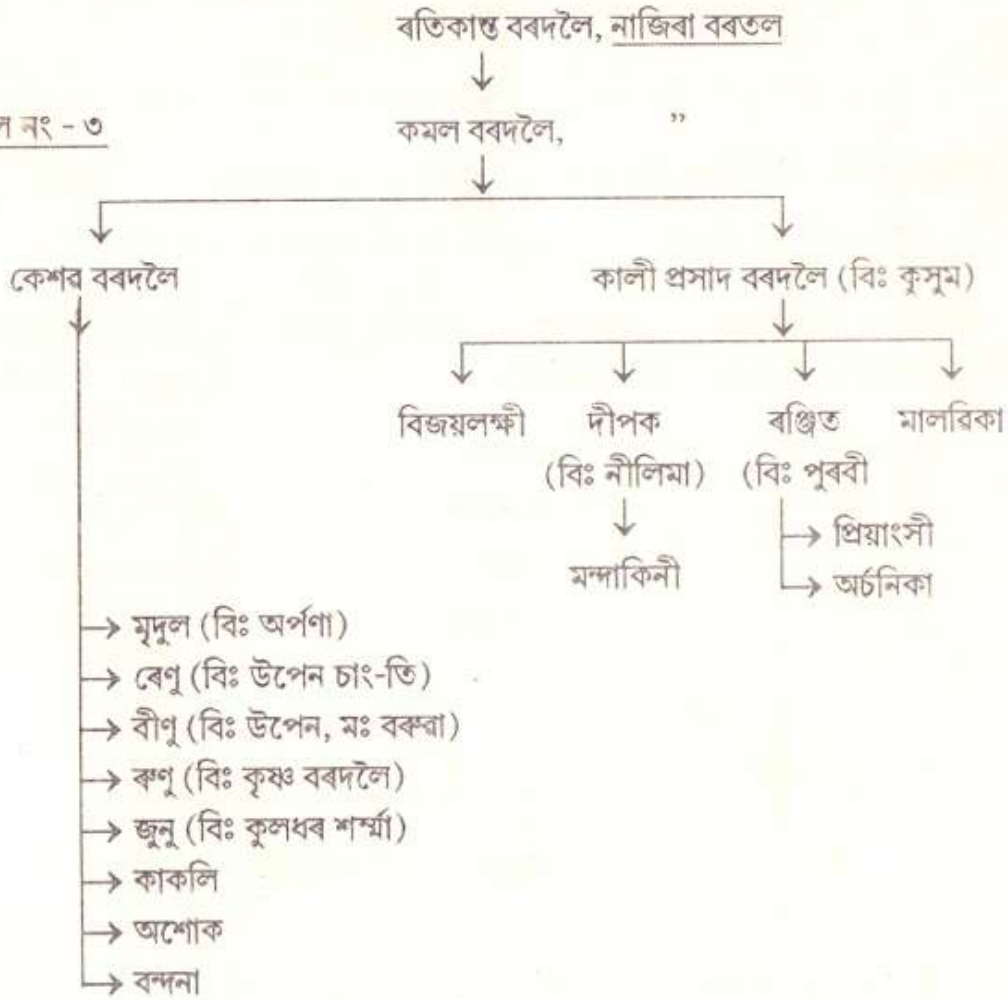 ৰতিকান্ত বৰদলৈ, নাজিৰা বৰতল
নং - ৩
কমল বৰদলৈ, ”
কেশৱ বৰদলৈ
কালী প্ৰসাদ বৰদলৈ (বিঃ কুসুম)
বিজয়লক্ষী দীপক ৰঞ্জিত মালৱিকা
(বিঃ নীলিমা) (বিঃ পুৰবী
প্ৰিয়াংসী
মন্দাকিনী
অৰ্চনিকা
মৃদুল (বিঃ অৰ্পণা)
ৰেণু (বিঃ উপেন চাং-তি)
বীণু (বিঃ উপেন, মঃ বৰুৱা)
ৰুণু (বিঃ কৃষ্ণ বৰদলৈ)
জুনু (বিঃ কুলধৰ শৰ্ম্মা)
কাকলি
অশোক
বন্দনা